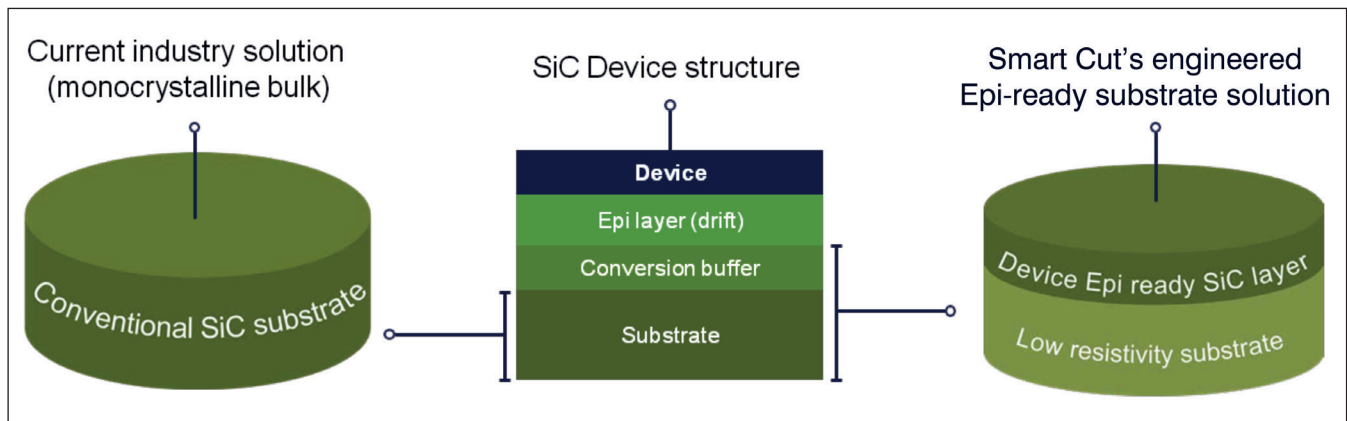 Current industry solution
(monocrystalline bulk)
Conventional SiC substrate
SiC Device structure
Device
Epi layer (drift)
Conversion buffer
Substrate
Smart Cut's engineered
Epi-ready substrate solution
Device Epi ready SiC layer
Low resistivity substrate